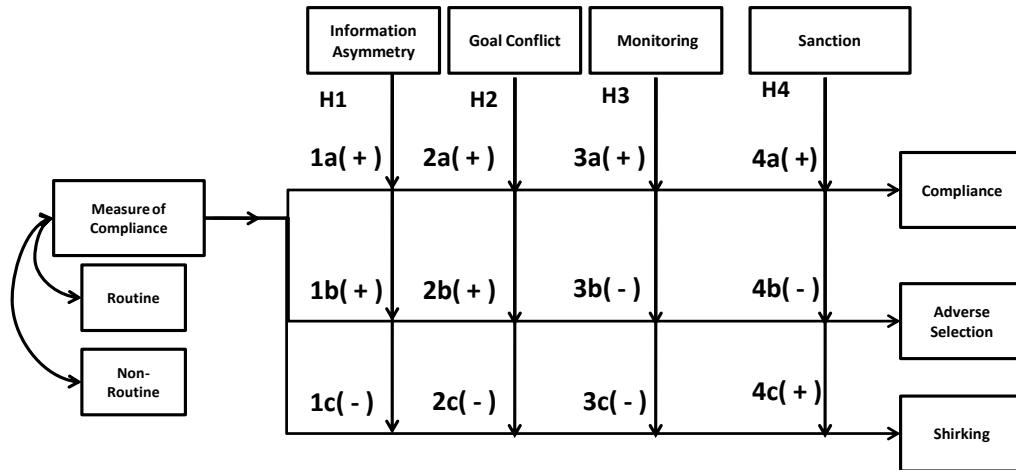 Information
Asymmetry
Goal Conflict
Monitoring
Sanction
H1
H2
H3
H4
1a( + )
2a( + )
3a( + )
4a( +)
Measure of
Compliance
Compliance
Routine
1b( + )
2b( + )
3b( - )
4b( - )
Adverse
Selection
Non-
Routine
1c( - )
2c( - )
3c( - )
4c( + )
Shirking